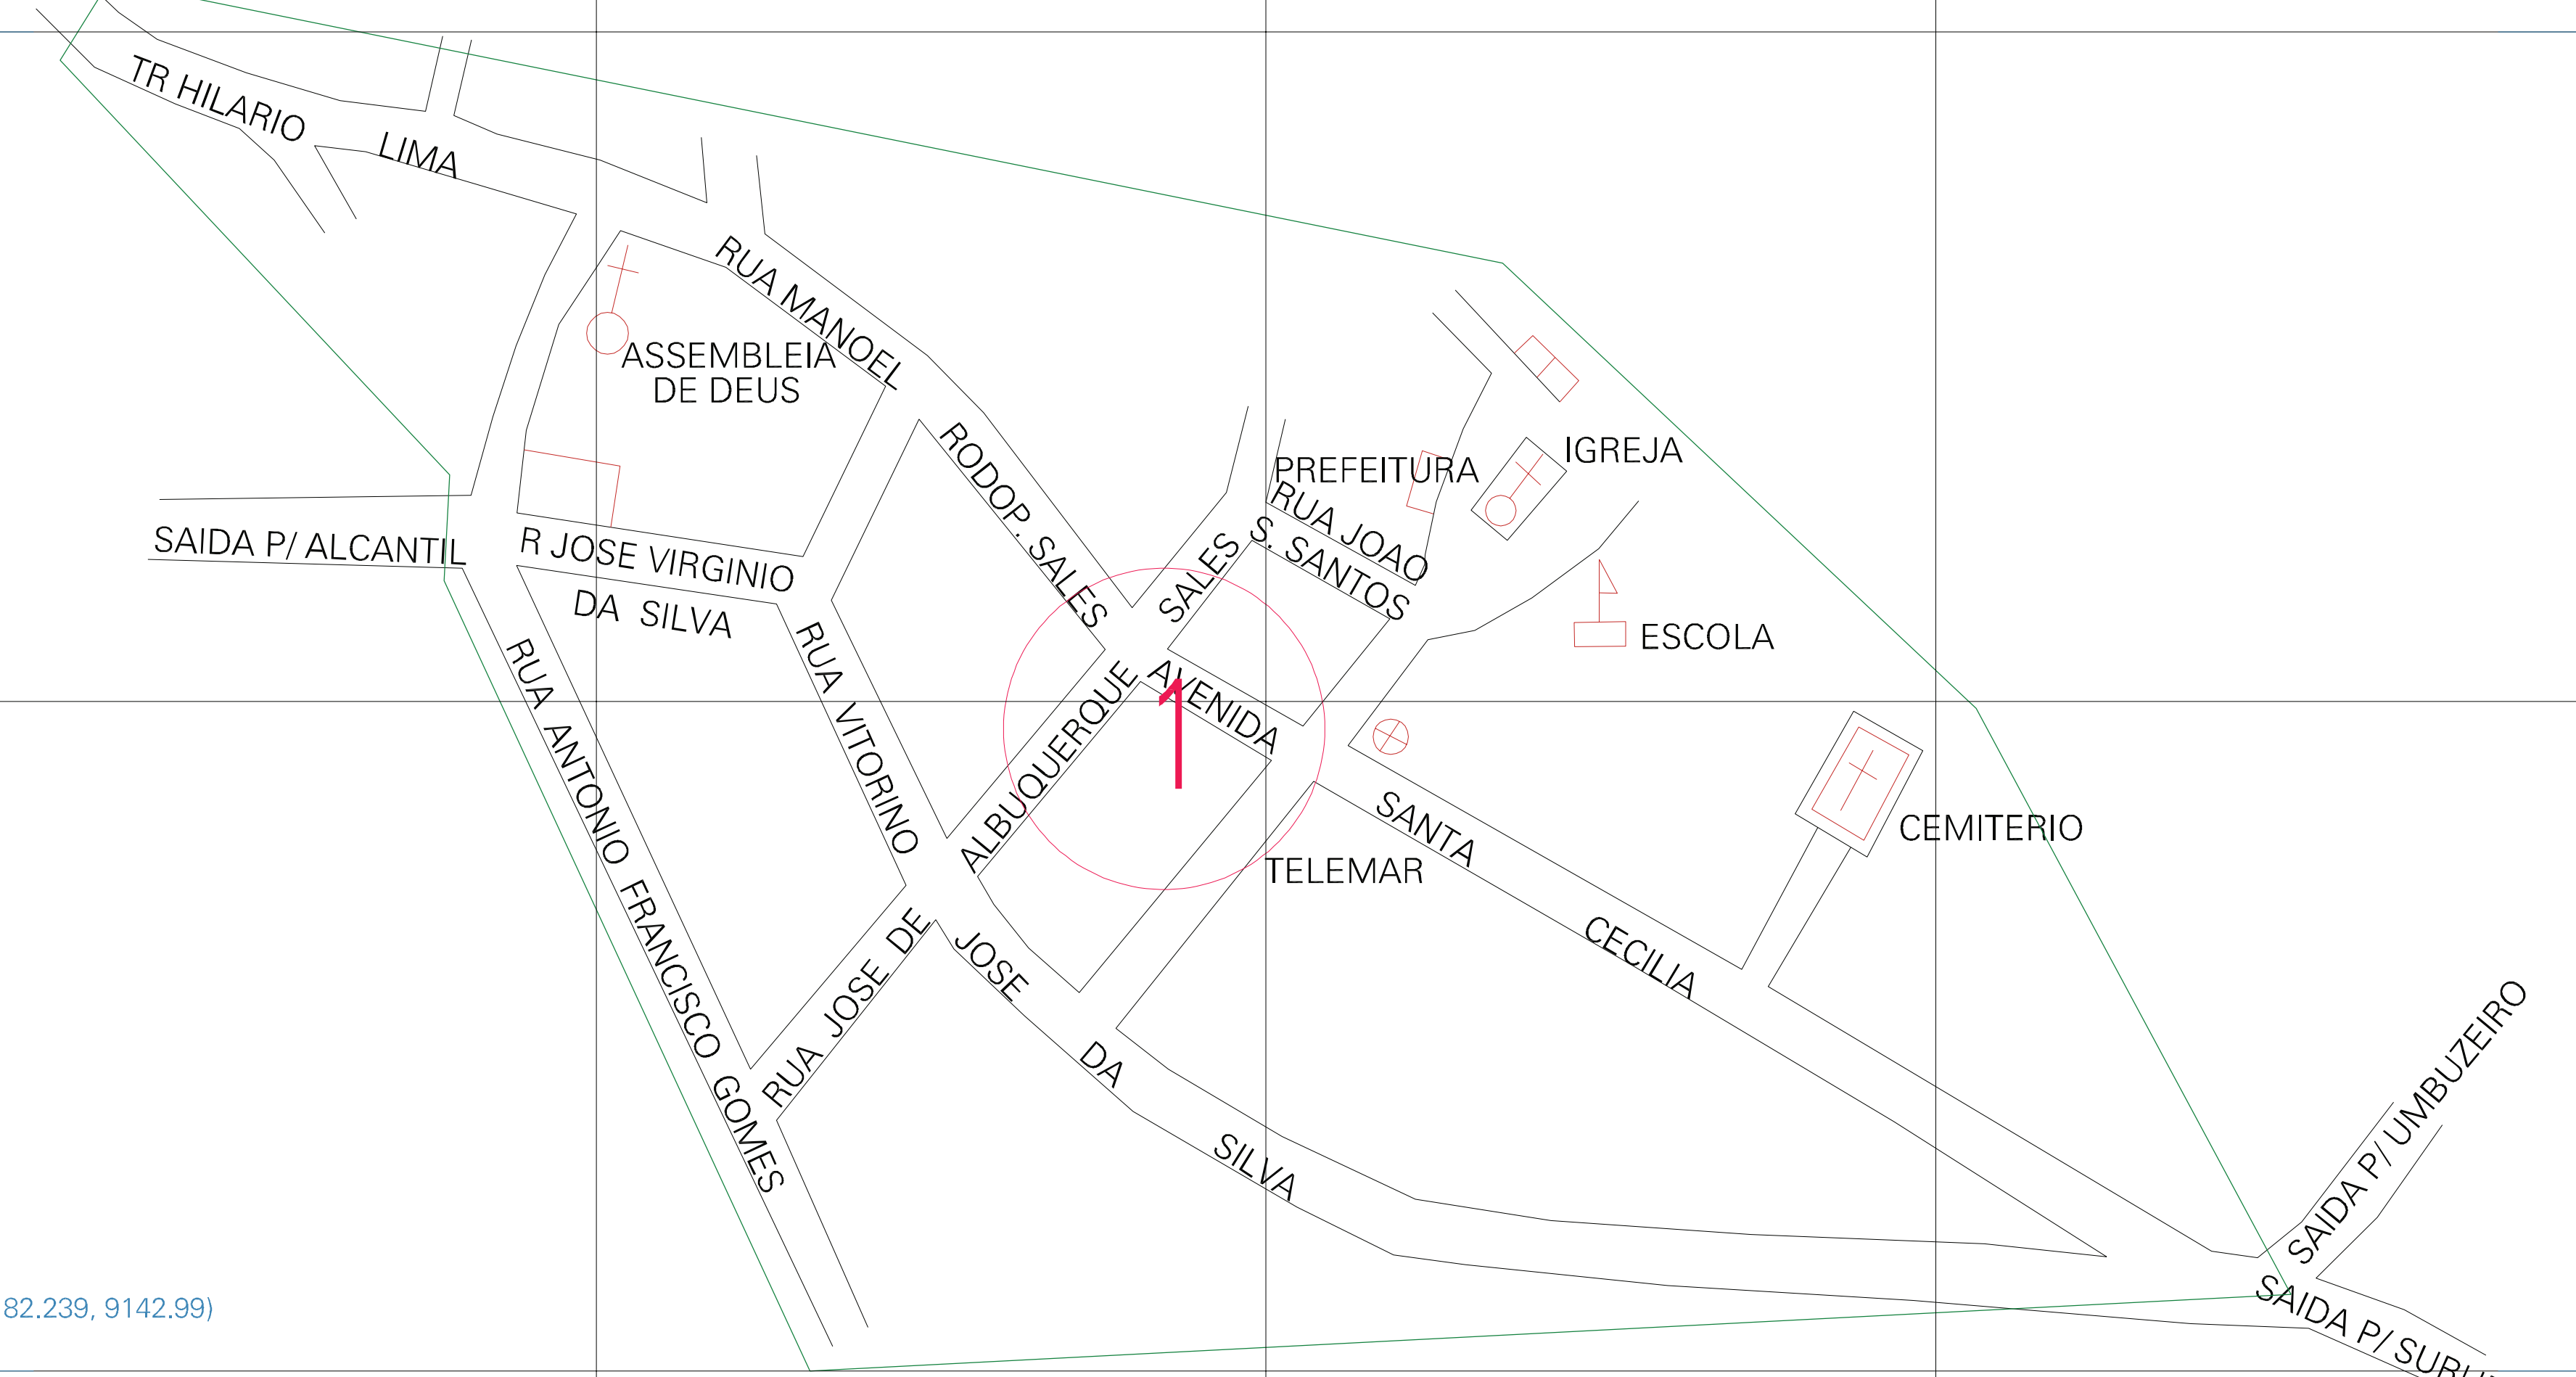 TR HILARIO
LIMA
RUA MANOEL
ASSEMBLEIA
DE DEUS
RODOP. SALES
PREFEITURA
IGREJA
RUA JOAO
S. SANTOS
SALES
SAIDA P/ ALCANTIL
R JOSE VIRGINIO
DA SILVA
ESCOLA
RUA ANTONIO FRANCISCO GOMES
RUA VITORINO
ALBUQUERQUE
AVENIDA
1
SANTA
TELEMAR
CEMITERIO
CECILIA
RUA JOSE DE
JOSE
DA
SILVA
SAIDA P/ UMBUZEIRO
SAIDA P/
82.239, 9142.99)